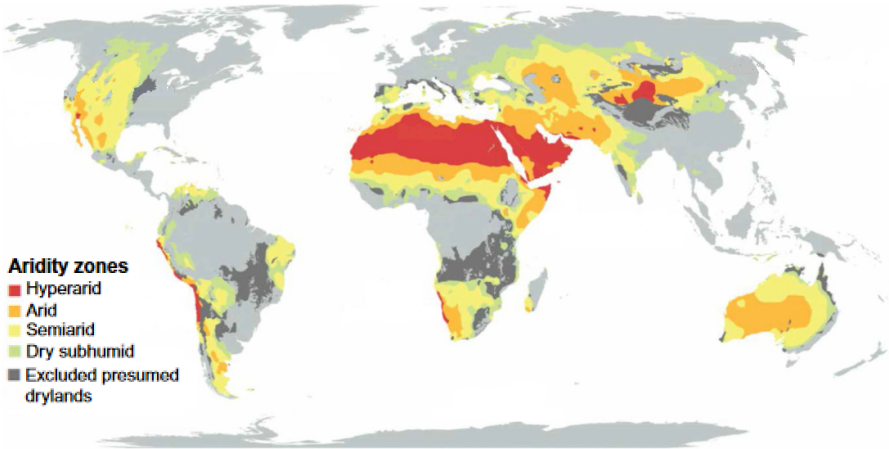 Aridity zones
Hyperarid
Arid
Semiarid
Dry subhumid
Excluded presumed
drylands